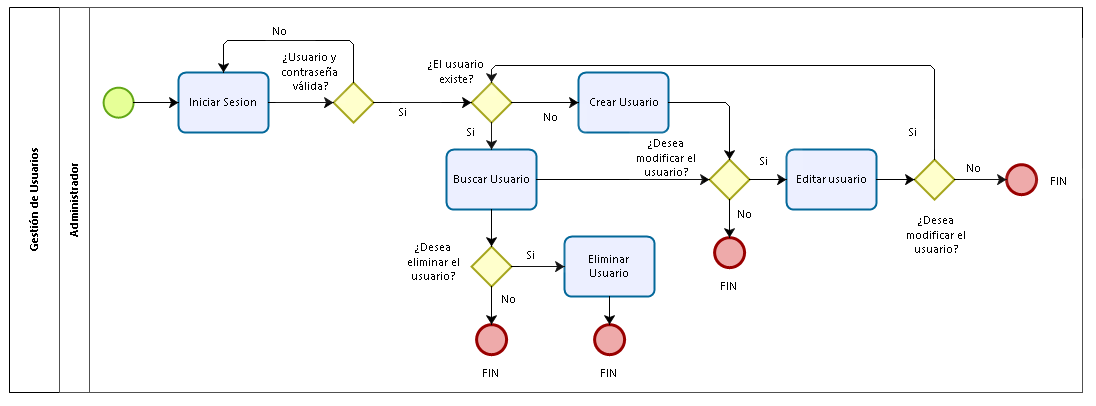 Gestión de Usuarios
Administrador
No
¿Usuario y
contraseña
válida?
Iniciar Sesion
Si
¿El usuario
existe?
No
Crear Usuario
Si
Buscar Usuario
¿Desea
modificar el
usuario?
Si
Editar usuario
Si
No
FIN
¿Desea
modificar el
usuario?
No
FIN
¿Desea
eliminar el
usuario?
Si
Eliminar
Usuario
No
FIN
FIN